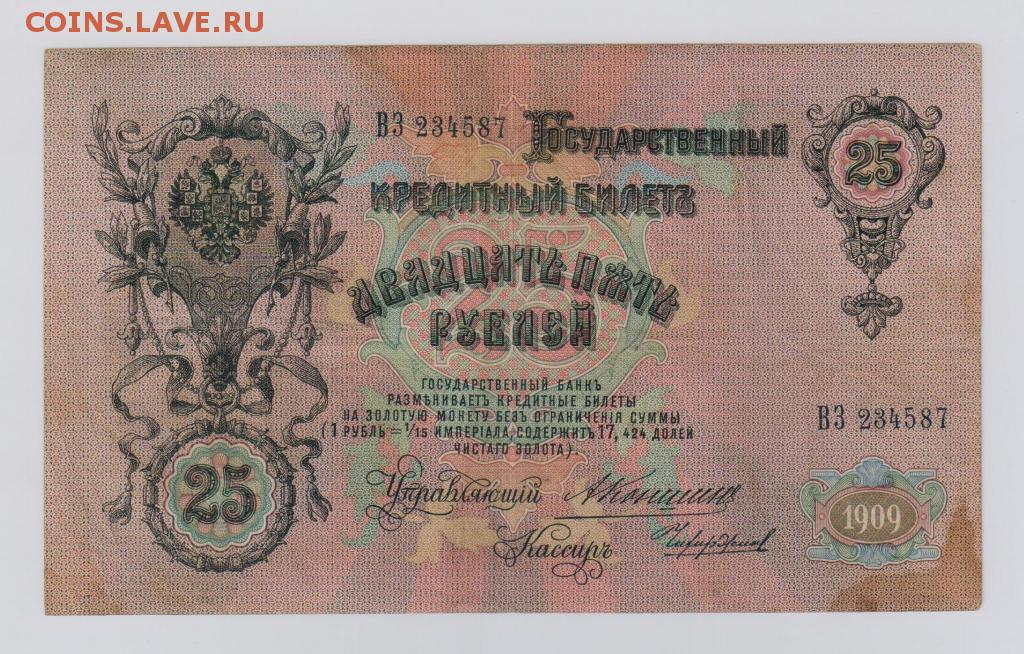 COINS.LAVE.RU
ВЗ 234587
Государственный
25
Кредитный Билетъ
Двадцать Пять
Рублей
ГОСУДАРСТВЕННЫЙ БАНКЪ
РАЗМѢНИВАЕТЪ КРЕДИТНЫЕ БИЛЕТЫ
НА ЗОЛОТУЮ МОНЕТУ БЕЗЪ ОГРАНИЧЕНІЯ СУММЫ
(1 РУБЛЬ = 1/15 ИМПЕРІАЛА, СОДЕРЖИТЪ 17, 424 ДОЛЕЙ
ЧИСТАГО ЗОЛОТА).
ВЗ 234587
25
Управляющій
1909
Кассиръ